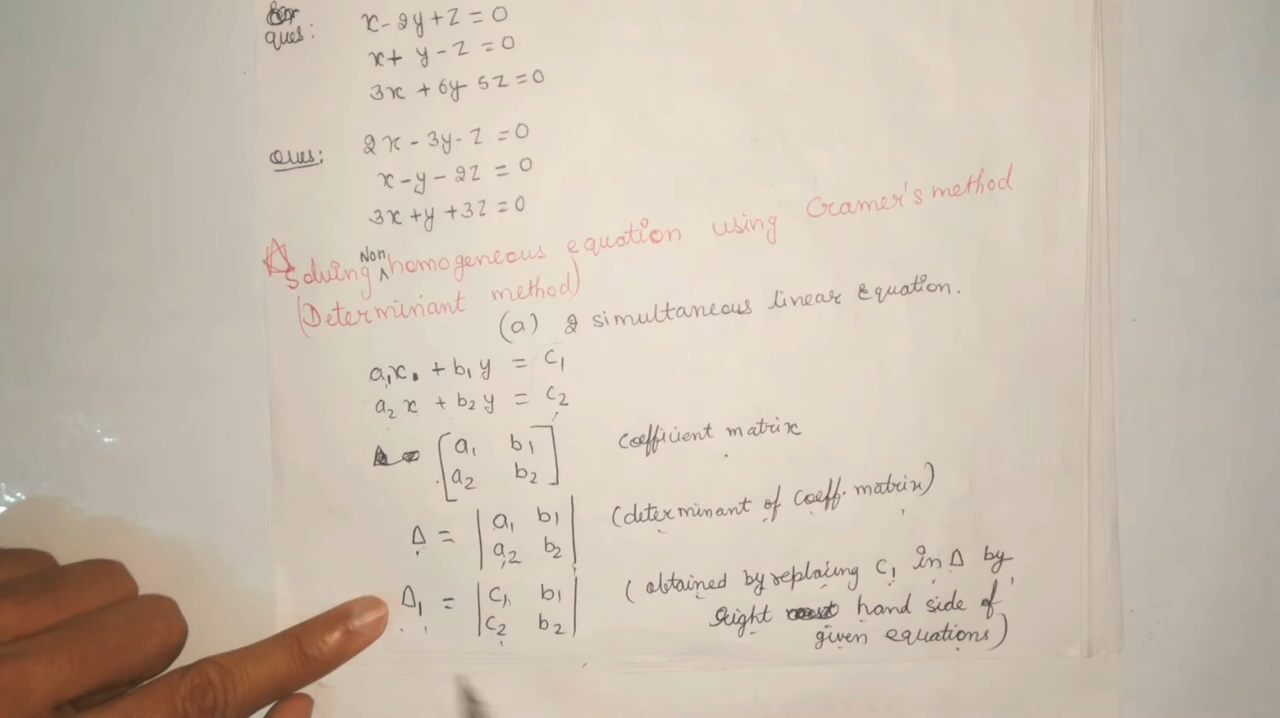 Ques: x - 2y + z = 0
x + y - z = 0
3x + 6y - 5z = 0
Ques: 2x - 3y - z = 0
x - y - 2z = 0
3x + y + 3z = 0
Solving Non homogeneous equation using Cramer's method
(Determinant method)
(a) 2 simultaneous linear Equation.
a₁x + b₁y = c₁
a₂x + b₂y = c₂
[a₁ b₁ Coefficient matrix
a₂ b₂]
Δ = |a₁ b₁| (determinant of coeff. matrix)
|a₂ b₂|
Δ₁ = |c₁ b₁| (obtained by replacing C₁ in Δ by
|c₂ b₂| right hand side of
given equations)